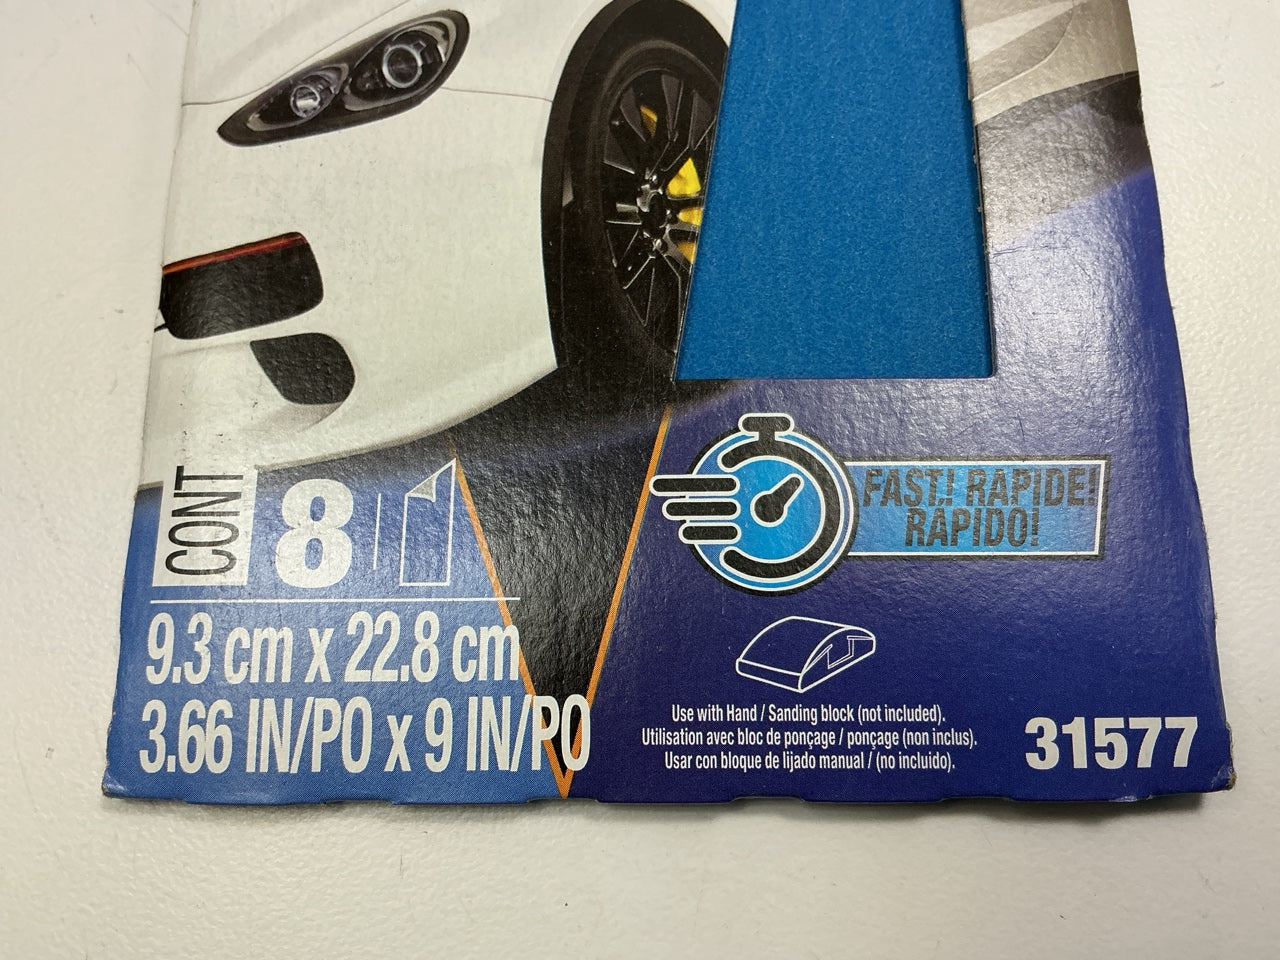 CONT
8
9.3 cm x 22.8 cm
3.66 IN/PO x 9 IN/PO
FAST! RAPIDE!
RÁPIDO!
Use with Hand / Sanding block (not included).
Utilisation avec bloc de ponçage / ponçage (non inclus).
Usar con bloque de lijado manual / (no incluido).
31577